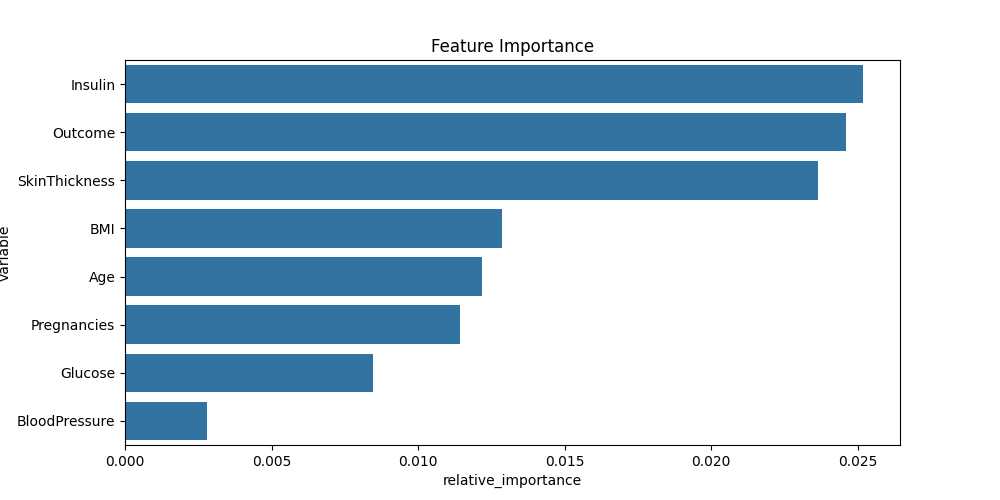 Feature Importance
Insulin
Outcome
SkinThickness
BMI
Age
Pregnancies
Glucose
BloodPressure
Variable
0.000 0.005 0.010 0.015 0.020 0.025
relative_importance